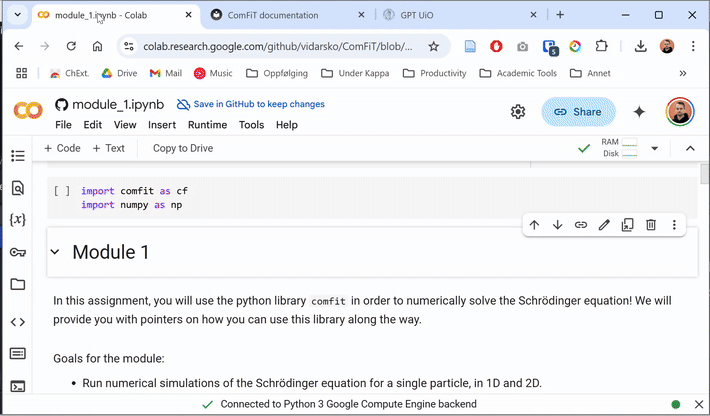 module_1.ipynb - Colab
ComFiT documentation
GPT UiO
colab.research.google.com/github/vidarsko/ComFiT/blob/...
5
ChExt.
Drive
Mail
Music
Oppfølging
Under Kappa
Productivity
Academic Tools
Annet
module_1.ipynb
Save in GitHub to keep changes
File Edit View Insert Runtime Tools Help
Share
+ Code + Text Copy to Drive
RAM
Disk
[ ] import comfit as cf
import numpy as np
Module 1
In this assignment, you will use the python library comfit in order to numerically solve the Schrödinger equation! We will
provide you with pointers on how you can use this library along the way.
Goals for the module:
• Run numerical simulations of the Schrödinger equation for a single particle, in 1D and 2D.
Connected to Python 3 Google Compute Engine backend